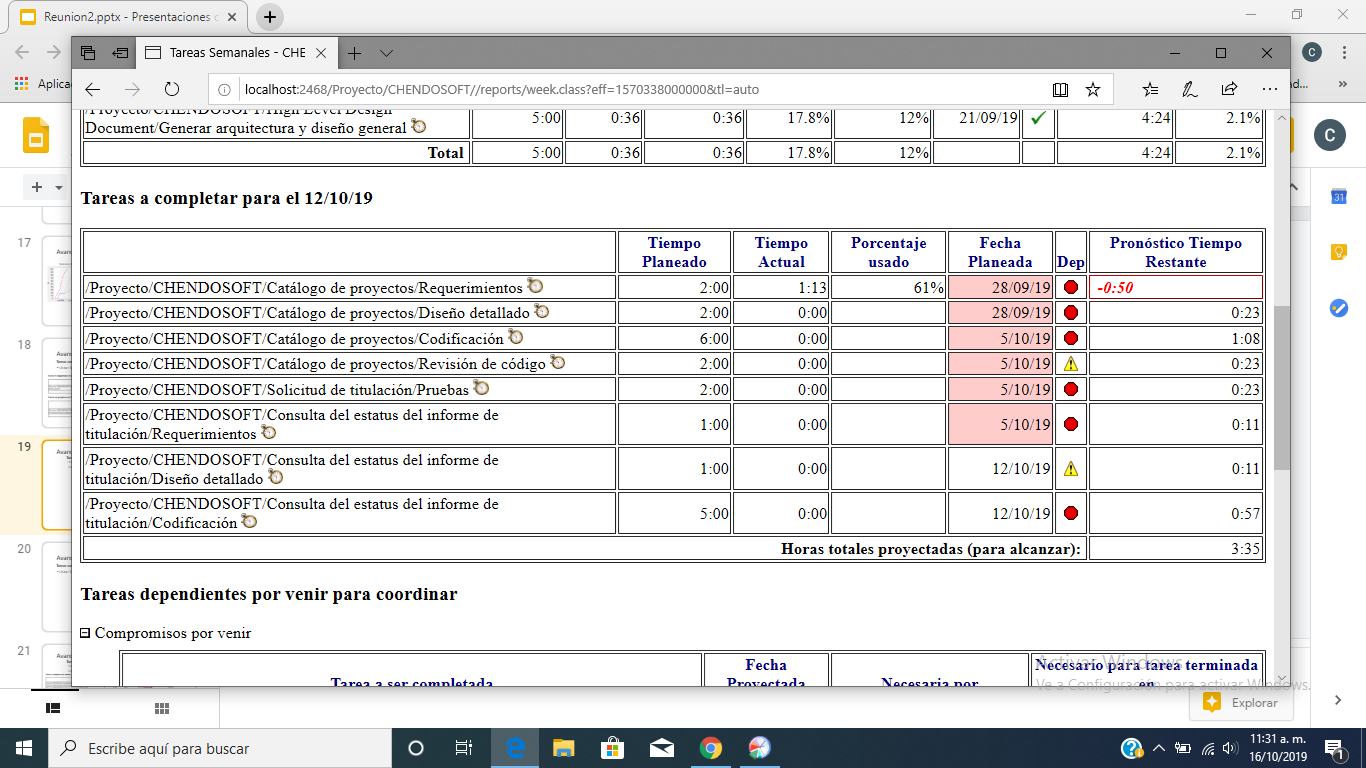 Reunion2.pptx - Presentaciones
Tareas Semanales - CHE
localhost:2468/Proyecto/CHENDOSOFT//reports/week.class?eff=1570338000000&tl=auto
C
C
31
/Proyecto/CHENDOSOFT/High Level Design
Document/Generar arquitectura y diseño general 5:00 0:36 0:36 17.8% 12% 21/09/19 4:24 2.1%
Total 5:00 0:36 0:36 17.8% 12% 4:24 2.1%
Tareas a completar para el 12/10/19
Tiempo Planeado Tiempo Actual Porcentaje usado Fecha Planeada Dep Pronóstico Tiempo Restante
/Proyecto/CHENDOSOFT/Catálogo de proyectos/Requerimientos 2:00 1:13 61% 28/09/19 -0:50
/Proyecto/CHENDOSOFT/Catálogo de proyectos/Diseño detallado 2:00 0:00 28/09/19 0:23
/Proyecto/CHENDOSOFT/Catálogo de proyectos/Codificación 6:00 0:00 5/10/19 1:08
/Proyecto/CHENDOSOFT/Catálogo de proyectos/Revisión de código 2:00 0:00 5/10/19 0:23
/Proyecto/CHENDOSOFT/Solicitud de titulación/Pruebas 2:00 0:00 5/10/19 0:23
/Proyecto/CHENDOSOFT/Consulta del estatus del informe de
titulación/Requerimientos 1:00 0:00 5/10/19 0:11
/Proyecto/CHENDOSOFT/Consulta del estatus del informe de
titulación/Diseño detallado 1:00 0:00 12/10/19 0:11
/Proyecto/CHENDOSOFT/Consulta del estatus del informe de
titulación/Codificación 5:00 0:00 12/10/19 0:57
Horas totales proyectadas (para alcanzar): 3:35
Tareas dependientes por venir para coordinar
Compromisos por venir
Tarea a ser completada Fecha Proyectada Necesaria por Necesario para tarea terminada en
17
18
19
20
21
Activar Windows
Ve a Configuración para activar Windows.
Explorar
Escribe aquí para buscar
11:31 a. m.
16/10/2019
1